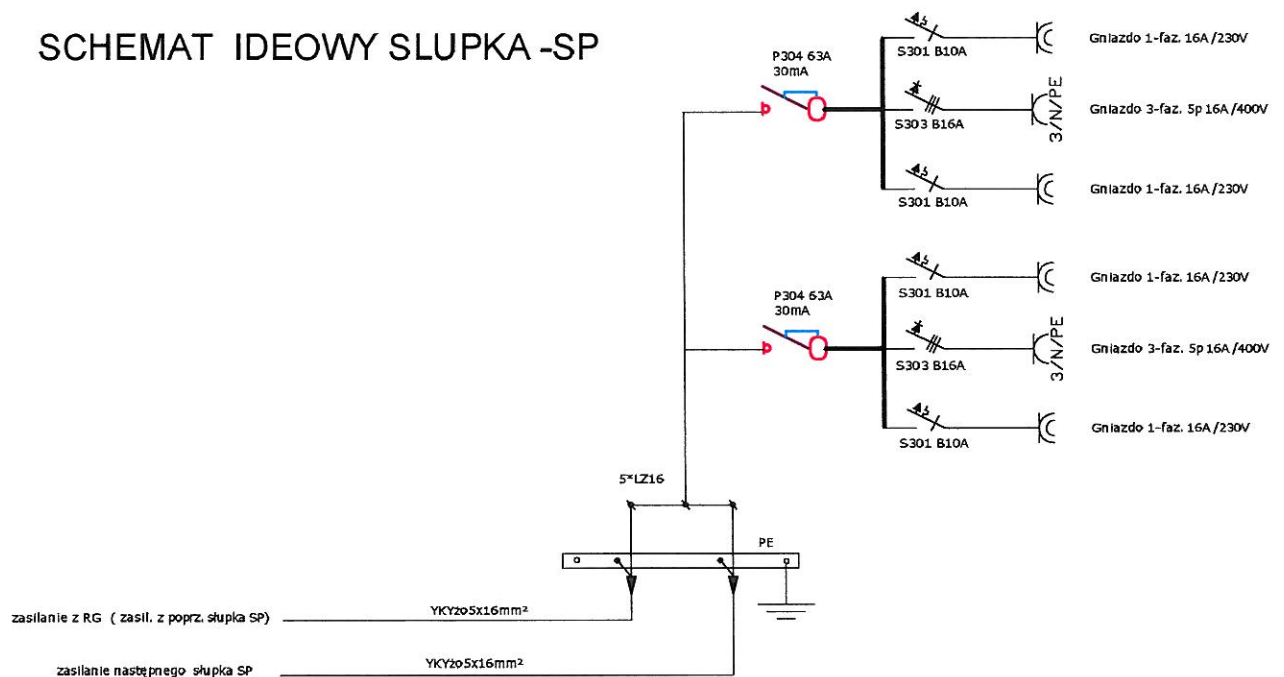 SCHEMAT IDEOWY SLUPKA -SP
P304 63A
30mA
S301 B10A
Gniazdo 1-faz. 16A/230V
S303 B16A
3/N/PE
Gniazdo 3-faz. 5p 16A/400V
S301 B10A
Gniazdo 1-faz. 16A/230V
P304 63A
30mA
S301 B10A
Gniazdo 1-faz. 16A/230V
S303 B16A
3/N/PE
Gniazdo 3-faz. 5p 16A/400V
S301 B10A
Gniazdo 1-faz. 16A/230V
5*LZ16
PE
zasilanie z RG ( zasil. z poprz. słupka SP)
YKYżo5x16mm²
zasilanie następnego słupka SP
YKYżo5x16mm²